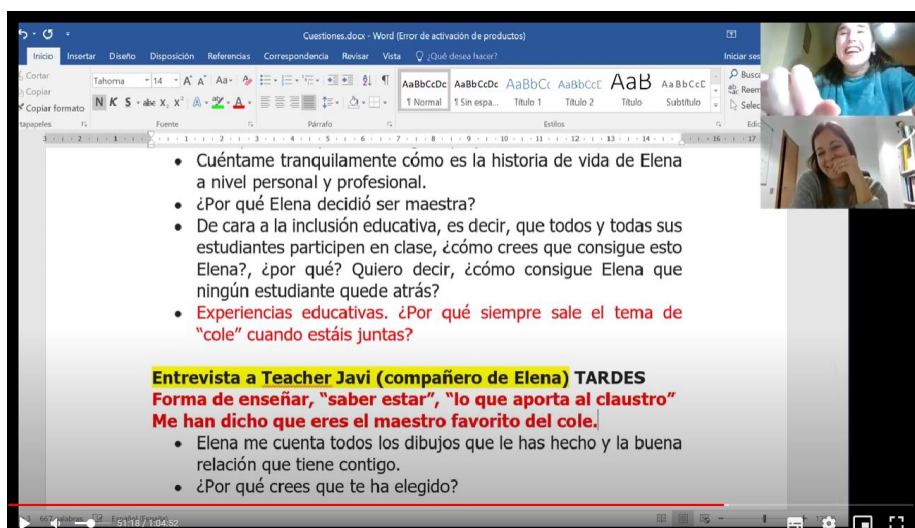 Cuestiones.docx - Word (Error de activación de productos)
Inicio Insertar Diseño Disposición Referencias Correspondencia Revisar Vista ¿Qué desea hacer? Iniciar ses
Cortar
Copiar
Copiar formato
Tahoma 14 Aa
N K S abc
AaBbCcDc AaBbCcDc AaBbCc AaBbCcC AaB AaBbCcC
¶ Normal ¶ Sin espa... Título 1 Título 2 Título Subtítulo
Busca
Reem
Selec
Fuente Párrafo Estilos
• Cuéntame tranquilamente cómo es la historia de vida de Elena
a nivel personal y profesional.
• ¿Por qué Elena decidió ser maestra?
• De cara a la inclusión educativa, es decir, que todos y todas sus
estudiantes participen en clase, ¿cómo crees que consigue esto
Elena?, ¿por qué? Quiero decir, ¿cómo consigue Elena que
ningún estudiante quede atrás?
• Experiencias educativas. ¿Por qué siempre sale el tema de
“cole” cuando estáis juntas?
Entrevista a Teacher Javi (compañero de Elena) TARDES
Forma de enseñar, “saber estar”, “lo que aporta al claustro”
Me han dicho que eres el maestro favorito del cole.
• Elena me cuenta todos los dibujos que le has hecho y la buena
relación que tiene contigo.
• ¿Por qué crees que te ha elegido?
51:18 / 1:04:52